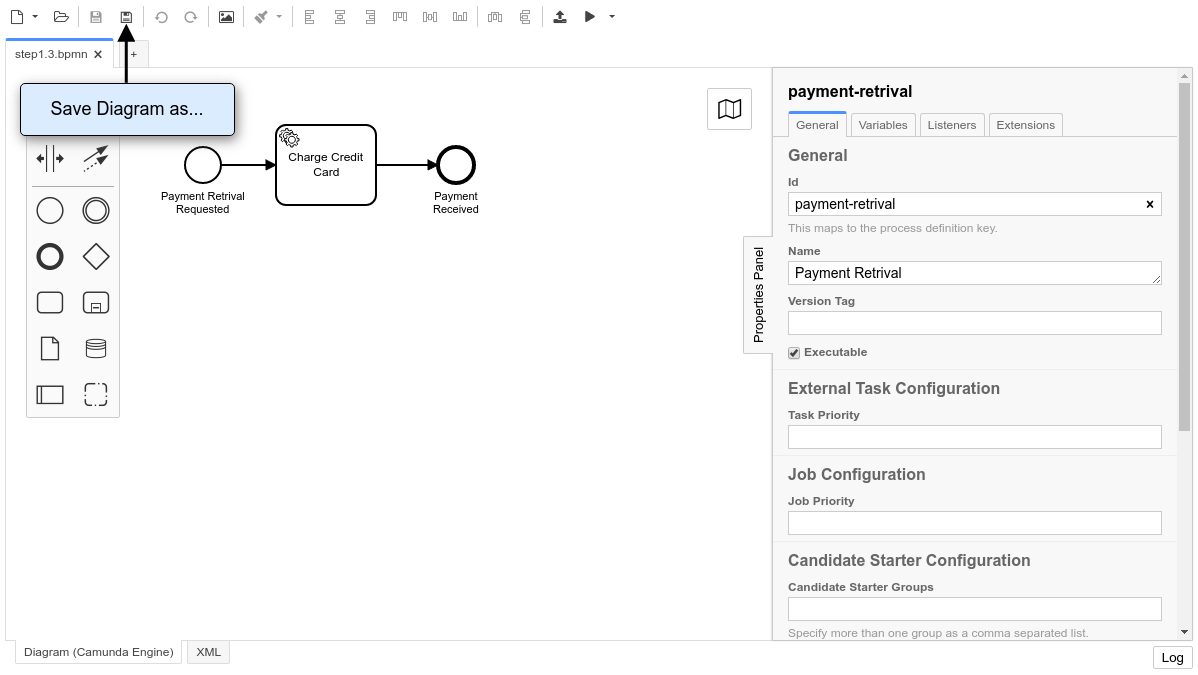 step1.3.bpmn
+
Save Diagram as...
Payment Retrival
Requested
Charge Credit
Card
Payment
Received
Properties Panel
payment-retrival
General
Variables
Listeners
Extensions
General
Id
payment-retrival
This maps to the process definition key.
Name
Payment Retrival
Version Tag
Executable
External Task Configuration
Task Priority
Job Configuration
Job Priority
Candidate Starter Configuration
Candidate Starter Groups
Specify more than one group as a comma separated list.
Diagram (Camunda Engine)
XML
Log